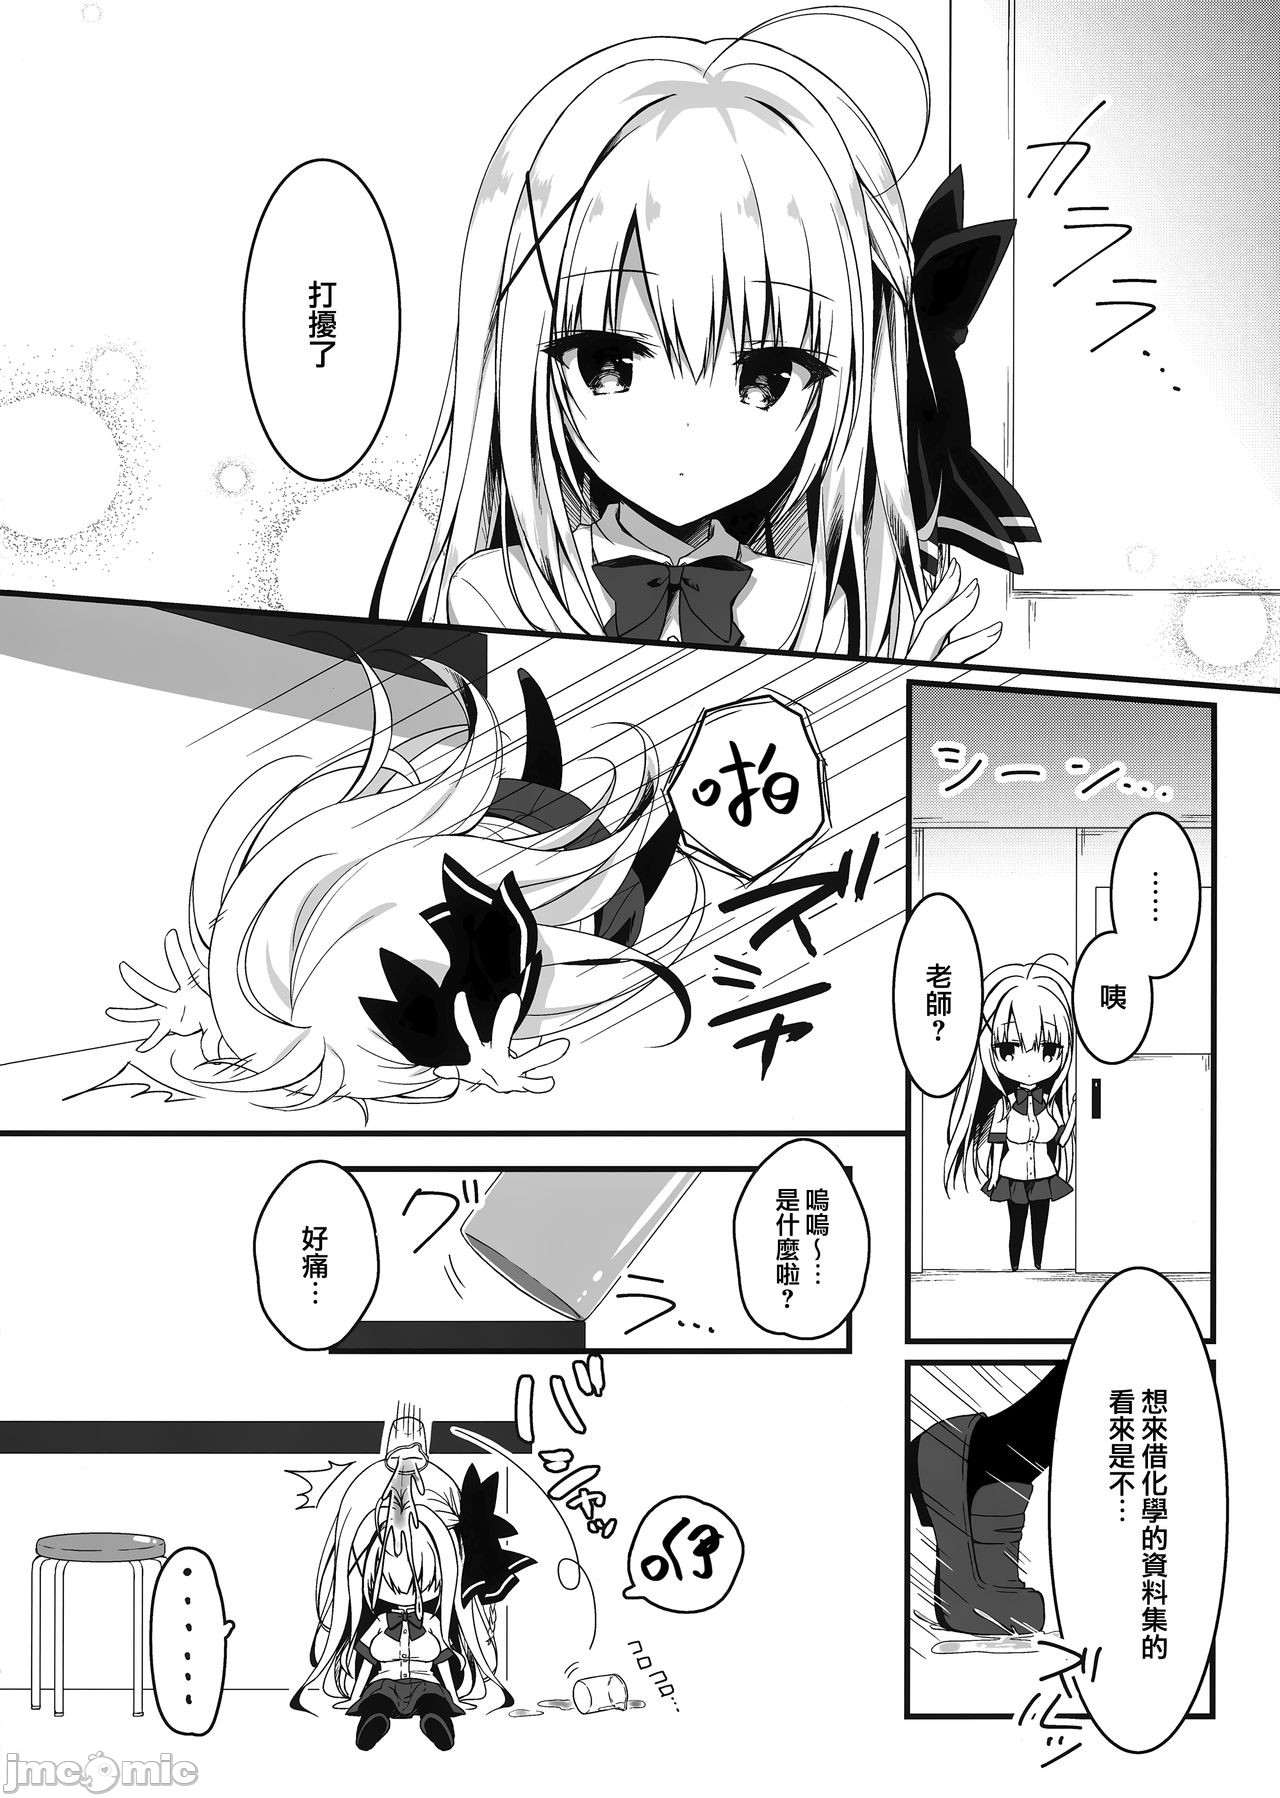 カララ…
打擾了
シーン…
……
咦
老師?
啪
ズシャ
想來借化學的資料集的
看來是不…
ズルッ
嗚嗚～…
是什麼啦?
グラ…
好痛…
バシャッ
咿
コロコロ…
……
jmcomic